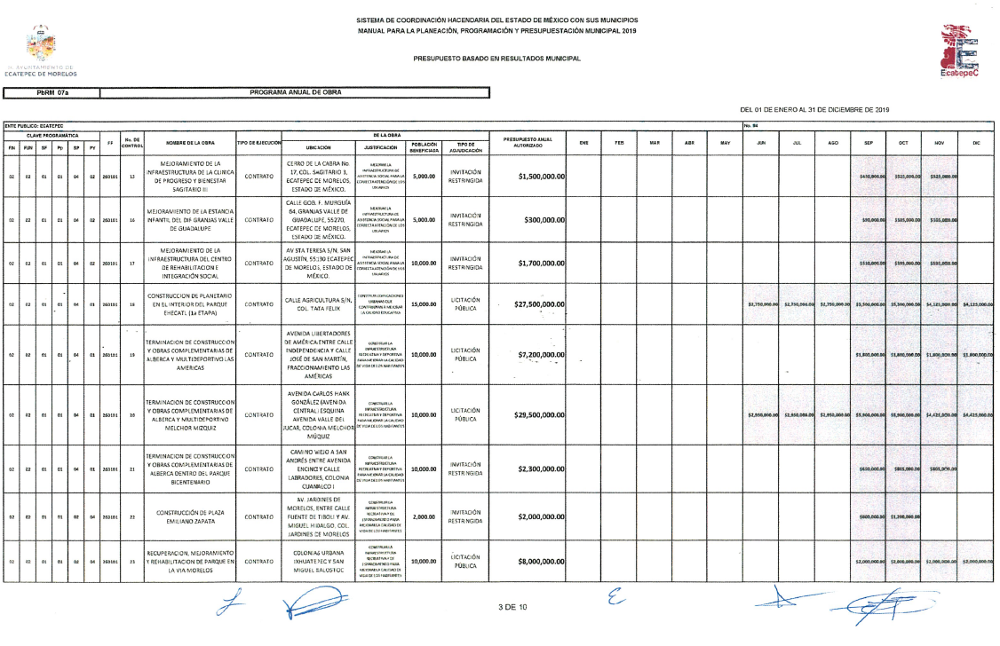 SISTEMA DE COORDINACIÓN HACENDARIA DEL ESTADO DE MÉXICO CON SUS MUNICIPIOS
MANUAL PARA LA PLANEACIÓN, PROGRAMACIÓN Y PRESUPUESTACIÓN MUNICIPAL 2019
H. AYUNTAMIENTO DE
ECATEPEC DE MORELOS
PRESUPUESTO BASADO EN RESULTADOS MUNICIPAL
EcatepeC
PbRM 07a PROGRAMA ANUAL DE OBRA
DEL 01 DE ENERO AL 31 DE DICIEMBRE DE 2019
ENTE PUBLICO: ECATEPEC No. 94
CLAVE PROGRAMÁTICA FF No. DE CONTROL NOMBRE DE LA OBRA TIPO DE EJECUCIÓN DE LA OBRA PRESUPUESTO ANUAL AUTORIZADO ENE FEB MAR ABR MAY JUN JUL AGO SEP OCT NOV DIC
FIN FUN SF Pp SP PY UBICACIÓN JUSTIFICACIÓN POBLACIÓN BENEFICIADA TIPO DE ADJUDICACIÓN
02 02 01 01 04 02 260101 15 MEJORAMIENTO DE LA INFRAESTRUCTURA DE LA CLINICA DE PROGRESO Y BIENESTAR SAGITARIO III CONTRATO CERRO DE LA CABRA No. 17, COL. SAGITARIO 3, ECATEPEC DE MORELOS, ESTADO DE MÉXICO. MEJORAR LA INFRAESTRUCTURA DE ASISTENCIA SOCIAL PARA LA CORRECTA ATENCIÓN DE LOS USUARIOS 5,000.00 INVITACIÓN RESTRINGIDA $1,500,000.00 $450,000.00 $525,000.00 $525,000.00
02 02 01 01 04 02 260101 16 MEJORAMIENTO DE LA ESTANCIA INFANTIL DEL DIF GRANJAS VALLE DE GUADALUPE CONTRATO CALLE GOB. F. MURGUÍA 64, GRANJAS VALLE DE GUADALUPE, 55270, ECATEPEC DE MORELOS, ESTADO DE MÉXICO. MEJORAR LA INFRAESTRUCTURA DE ASISTENCIA SOCIAL PARA LA CORRECTA ATENCIÓN DE LOS USUARIOS 5,000.00 INVITACIÓN RESTRINGIDA $300,000.00 $90,000.00 $105,000.00 $105,000.00
02 02 01 01 04 02 260101 17 MEJORAMIENTO DE LA INFRAESTRUCTURA DEL CENTRO DE REHABILITACION E INTEGRACIÓN SOCIAL CONTRATO AV STA TERESA S/N, SAN AGUSTÍN, 55130 ECATEPEC DE MORELOS, ESTADO DE MÉXICO. MEJORAR LA INFRAESTRUCTURA DE ASISTENCIA SOCIAL PARA LA CORRECTA ATENCIÓN DE LOS USUARIOS 10,000.00 INVITACIÓN RESTRINGIDA $1,700,000.00 $510,000.00 $595,000.00 $595,000.00
02 02 01 01 04 01 260101 18 CONSTRUCCION DE PLANETARIO EN EL INTERIOR DEL PARQUE EHECATL (1a ETAPA) CONTRATO CALLE AGRICULTURA S/N, COL. TATA FELIX CONSTRUIR EDIFICACIONES URBANAS QUE CONTRIBUYAN A MEJORAR LA CALIDAD EDUCATIVA 15,000.00 LICITACIÓN PÚBLICA $27,500,000.00 $2,750,000.00 $2,750,000.00 $2,750,000.00 $5,500,000.00 $5,500,000.00 $4,125,000.00 $4,125,000.00
02 02 01 01 04 01 260101 19 TERMINACION DE CONSTRUCCION Y OBRAS COMPLEMENTARIAS DE ALBERCA Y MULTIDEPORTIVO LAS AMERICAS CONTRATO AVENIDA LIBERTADORES DE AMÉRICA ENTRE CALLE INDEPENDENCIA Y CALLE JOSÉ DE SAN MARTÍN, FRACCIONAMIENTO LAS AMÉRICAS CONSTRUIR LA INFRAESTRUCTURA RECREATIVA Y DEPORTIVA PARA MEJORAR LA CALIDAD DE VIDA DE LOS HABITANTES 10,000.00 LICITACIÓN PÚBLICA $7,200,000.00 $1,800,000.00 $1,800,000.00 $1,800,000.00 $1,800,000.00
02 02 01 01 04 01 260101 20 TERMINACION DE CONSTRUCCION Y OBRAS COMPLEMENTARIAS DE ALBERCA Y MULTIDEPORTIVO MELCHOR MIZQUIZ CONTRATO AVENIDA CARLOS HANK GONZÁLEZ (AVENIDA CENTRAL) ESQUINA AVENIDA VALLE DEL JUCAR, COLONIA MELCHOR MÚQUIZ CONSTRUIR LA INFRAESTRUCTURA RECREATIVA Y DEPORTIVA PARA MEJORAR LA CALIDAD DE VIDA DE LOS HABITANTES 10,000.00 LICITACIÓN PÚBLICA $29,500,000.00 $2,950,000.00 $2,950,000.00 $2,950,000.00 $5,900,000.00 $5,900,000.00 $4,425,000.00 $4,425,000.00
02 02 01 01 04 01 260101 21 TERMINACION DE CONSTRUCCION Y OBRAS COMPLEMENTARIAS DE ALBERCA DENTRO DEL PARQUE BICENTENARIO CONTRATO CAMINO VIEJO A SAN ANDRÉS ENTRE AVENIDA ENCINO Y CALLE LABRADORES, COLONIA CUANALCO I CONSTRUIR LA INFRAESTRUCTURA RECREATIVA Y DEPORTIVA PARA MEJORAR LA CALIDAD DE VIDA DE LOS HABITANTES 10,000.00 INVITACIÓN RESTRINGIDA $2,300,000.00 $690,000.00 $805,000.00 $805,000.00
02 02 01 01 02 04 260101 22 CONSTRUCCIÓN DE PLAZA EMILIANO ZAPATA CONTRATO AV. JARDINES DE MORELOS, ENTRE CALLE FUENTE DE TIBOLI Y AV. MIGUEL HIDALGO. COL. JARDINES DE MORELOS CONSTRUIR LA INFRAESTRUCTURA RECREATIVA Y DE ESPARCIMIENTO PARA MEJORAR LA CALIDAD DE VIDA DE LOS HABITANTES 2,000.00 INVITACIÓN RESTRINGIDA $2,000,000.00 $800,000.00 $1,200,000.00
02 02 01 01 02 04 260101 23 RECUPERACION, MEJORAMIENTO Y REHABILITACION DE PARQUE EN LA VIA MORELOS CONTRATO COLONIAS URBANA IXHUATEPEC Y SAN MIGUEL XALOSTOC CONSTRUIR LA INFRAESTRUCTURA RECREATIVA Y DE ESPARCIMIENTO PARA MEJORAR LA CALIDAD DE VIDA DE LOS HABITANTES 10,000.00 LICITACIÓN PÚBLICA $8,000,000.00 $2,000,000.00 $2,000,000.00 $2,000,000.00 $2,000,000.00
3 DE 10